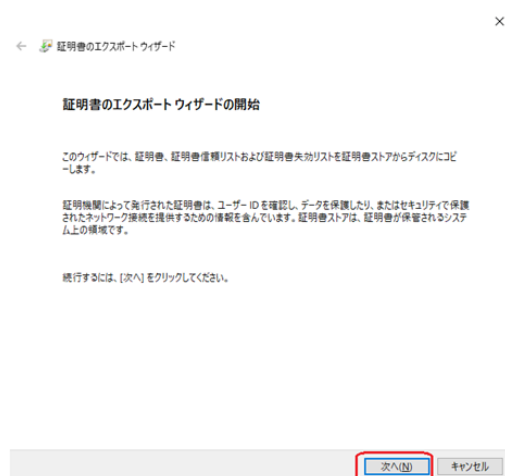 証明書のエクスポート ウィザード
証明書のエクスポート ウィザードの開始
このウィザードでは、証明書、証明書信頼リストおよび証明書失効リストを証明書ストアからディスクにコピ
ーします。
証明機関によって発行された証明書は、ユーザー ID を確認し、データを保護したり、またはセキュリティで保護
されたネットワーク接続を提供するための情報を含んでいます。証明書ストアは、証明書が保管されるシステ
ム上の領域です。
続行するには、[次へ] をクリックしてください。
次へ(N) キャンセル